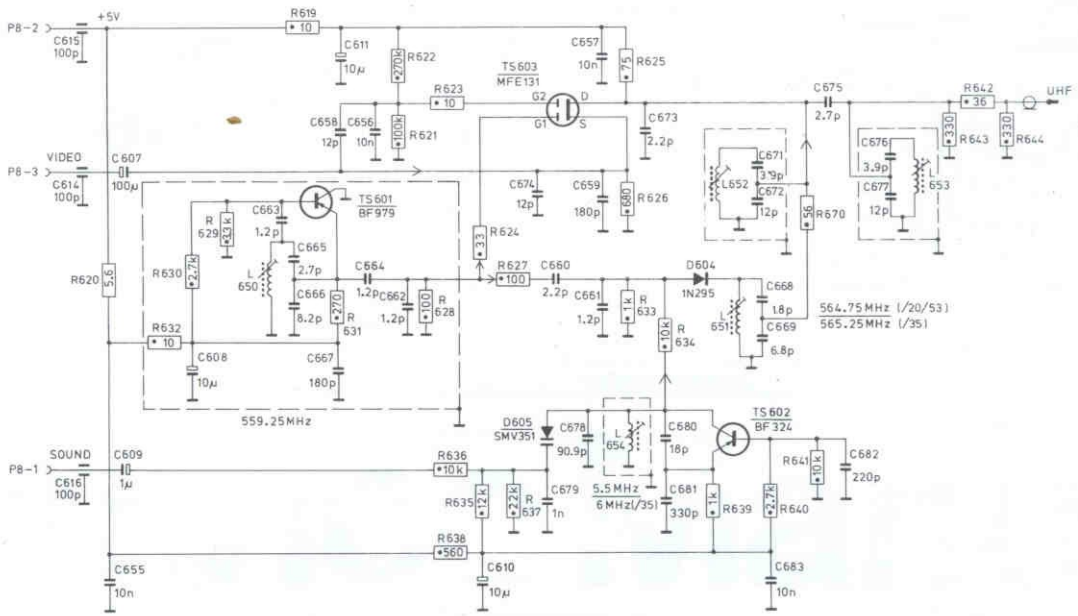 P8-2
+5V
C615
100p
R619
10
C611
10µ
R622
270k
C657
10n
R625
75
TS603
MFE131
G2
D
G1
S
R623
10
C658
12p
C656
10n
R621
100k
C673
2.2p
C675
2.7p
R642
36
UHF
R643
330
R644
330
C676
3.9p
C677
12p
L
653
C671
3.9p
L652
C672
12p
R670
56
P8-3
VIDEO
C614
100p
C607
100µ
C674
12p
C659
180p
R626
680
TS601
BF979
R
629
33k
C663
1.2p
R630
2.7k
L
650
C665
2.7p
C666
8.2p
R
631
270
C664
1.2p
C662
1.2p
R
628
100
R624
33
R627
100
C660
2.2p
C661
1.2p
R
633
1k
D604
1N295
R
634
10k
L
651
C668
1.8p
C669
6.8p
564.75MHz (/20/53)
565.25MHz (/35)
R620
5.6
R632
10
C608
10µ
C667
180p
559.25MHz
P8-1
SOUND
C616
100p
C609
1µ
R636
10k
R635
12k
R
637
22k
D605
SMV351
C679
1n
C678
90.9p
L
654
5.5MHz
6MHz(/35)
C680
18p
C681
330p
TS602
BF324
R639
1k
R640
2.7k
R641
10k
C682
220p
R638
560
C655
10n
C610
10µ
C683
10n